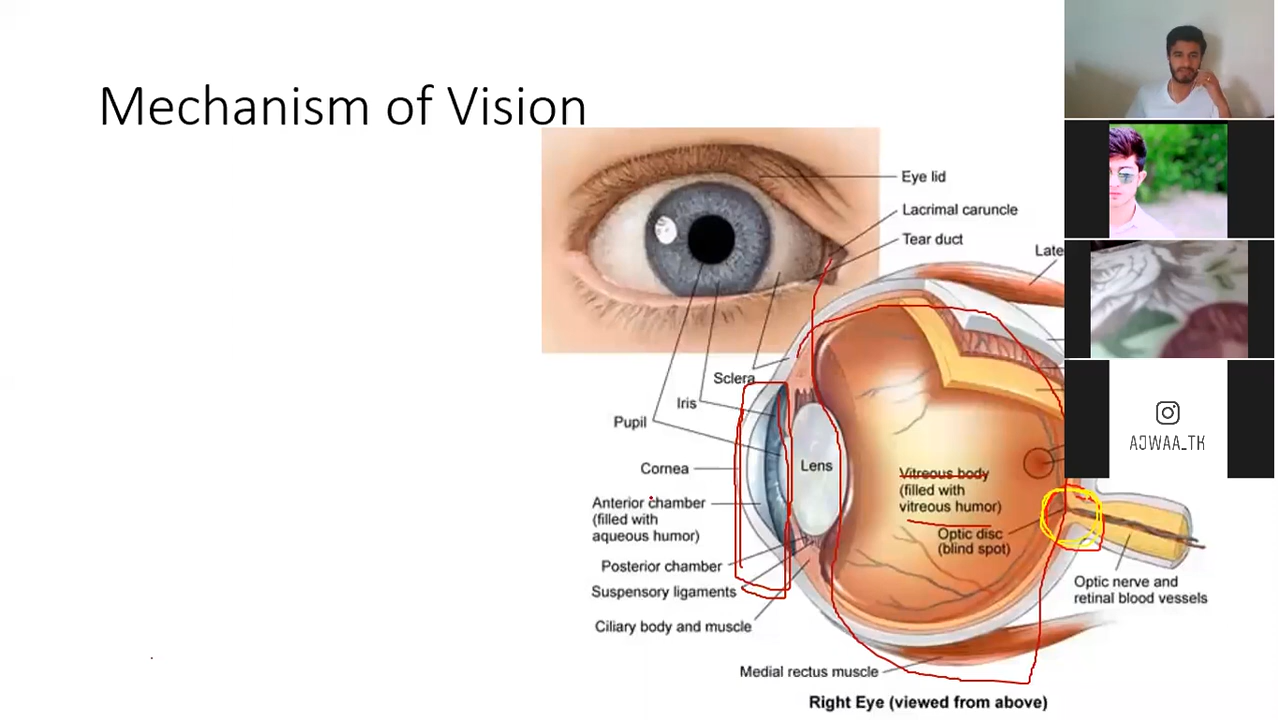 Mechanism of Vision
Eye lid
Lacrimal caruncle
Tear duct
Late
Sclera
Iris
Pupil
Cornea
Lens
Anterior chamber
(filled with
aqueous humor)
Posterior chamber
Suspensory ligaments
Ciliary body and muscle
Medial rectus muscle
Vitreous body
(filled with
vitreous humor)
Optic disc
(blind spot)
Optic nerve and
retinal blood vessels
Right Eye (viewed from above)
AJWAA_TK